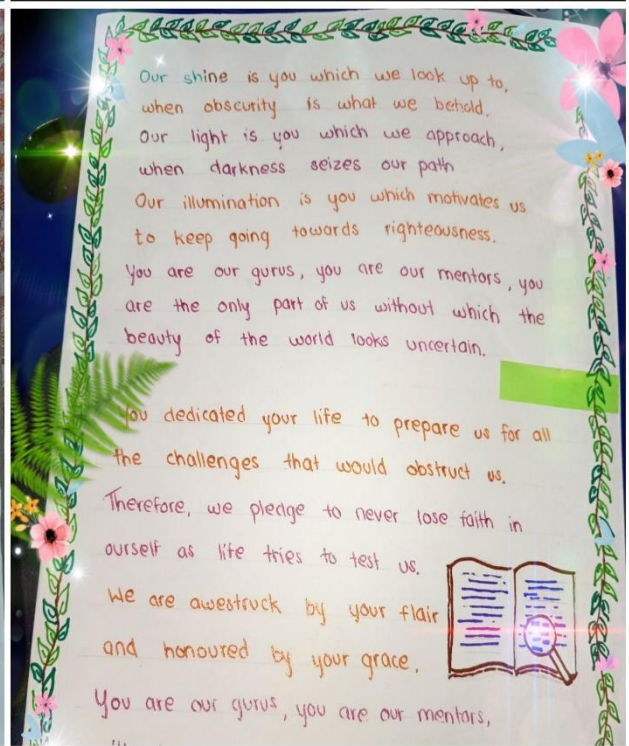 Our shine is you which we look up to,
when obscurity is what we behold.
Our light is you which we approach,
when darkness seizes our path
Our illumination is you which motivates us
to keep going towards righteousness.
You are our gurus, you are our mentors, you
are the only part of us without which the
beauty of the world looks uncertain.
You dedicated your life to prepare us for all
the challenges that would obstruct us.
Therefore, we pledge to never lose faith in
ourself as life tries to test us.
We are awestruck by your flair
and honoured by your grace.
You are our gurus, you are our mentors,